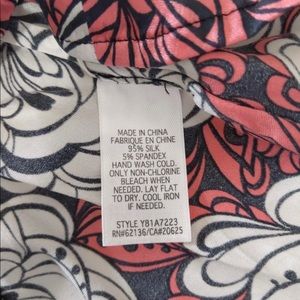 MADE IN CHINA
FABRIQUE EN CHINE
95% SILK
5% SPANDEX
HAND WASH COLD.
ONLY NON-CHLORINE
BLEACH WHEN
NEEDED. LAY FLAT
TO DRY. COOL IRON
IF NEEDED.
STYLE Y81A7223
RN#62136/CA#20625